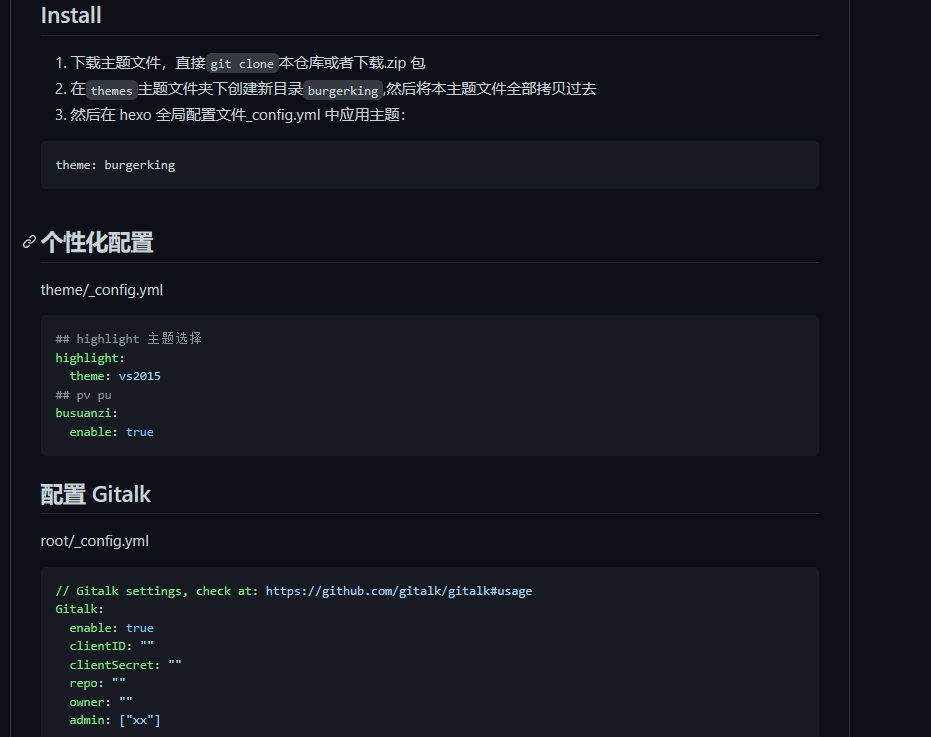 Install
1. 下载主题文件，直接 git clone 本仓库或者下载.zip 包
2. 在 themes 主题文件夹下创建新目录 burgerking ,然后将本主题文件全部拷贝过去
3. 然后在 hexo 全局配置文件_config.yml 中应用主题：
theme: burgerking
个性化配置
theme/_config.yml
## highlight 主题选择
highlight:
  theme: vs2015
## pv pu
busuanzi:
  enable: true
配置 Gitalk
root/_config.yml
// Gitalk settings, check at: https://github.com/gitalk/gitalk#usage
Gitalk:
  enable: true
  clientID: ""
  clientSecret: ""
  repo: ""
  owner: ""
  admin: ["xx"]